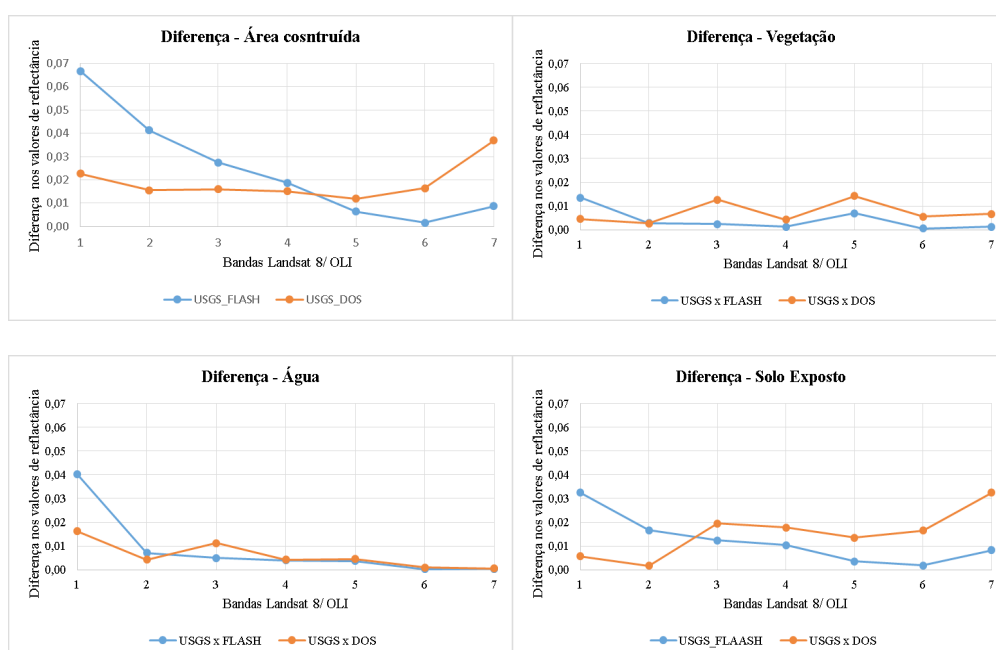 Diferença - Área cosntruída
Diferença nos valores de reflectância
0,07
0,06
0,05
0,04
0,03
0,02
0,01
0,00
1 2 3 4 5 6 7
Bandas Landsat 8/ OLI
USGS_FLASH USGS_DOS
Diferença - Vegetação
Diferença nos valores de reflactância
0,07
0,06
0,05
0,04
0,03
0,02
0,01
0,00
1 2 3 4 5 6 7
Bandas Landsat 8/ OLI
USGS x FLASH USGS x DOS
Diferença - Água
Diferença nos valores de reflactância
0,07
0,06
0,05
0,04
0,03
0,02
0,01
0,00
1 2 3 4 5 6 7
Bandas Landsat 8/ OLI
USGS x FLASH USGS x DOS
Diferença - Solo Exposto
Diferença nos valores de reflactância
0,07
0,06
0,05
0,04
0,03
0,02
0,01
0,00
1 2 3 4 5 6 7
Bandas Landsat 8/ OLI
USGS_FLAASH USGS x DOS